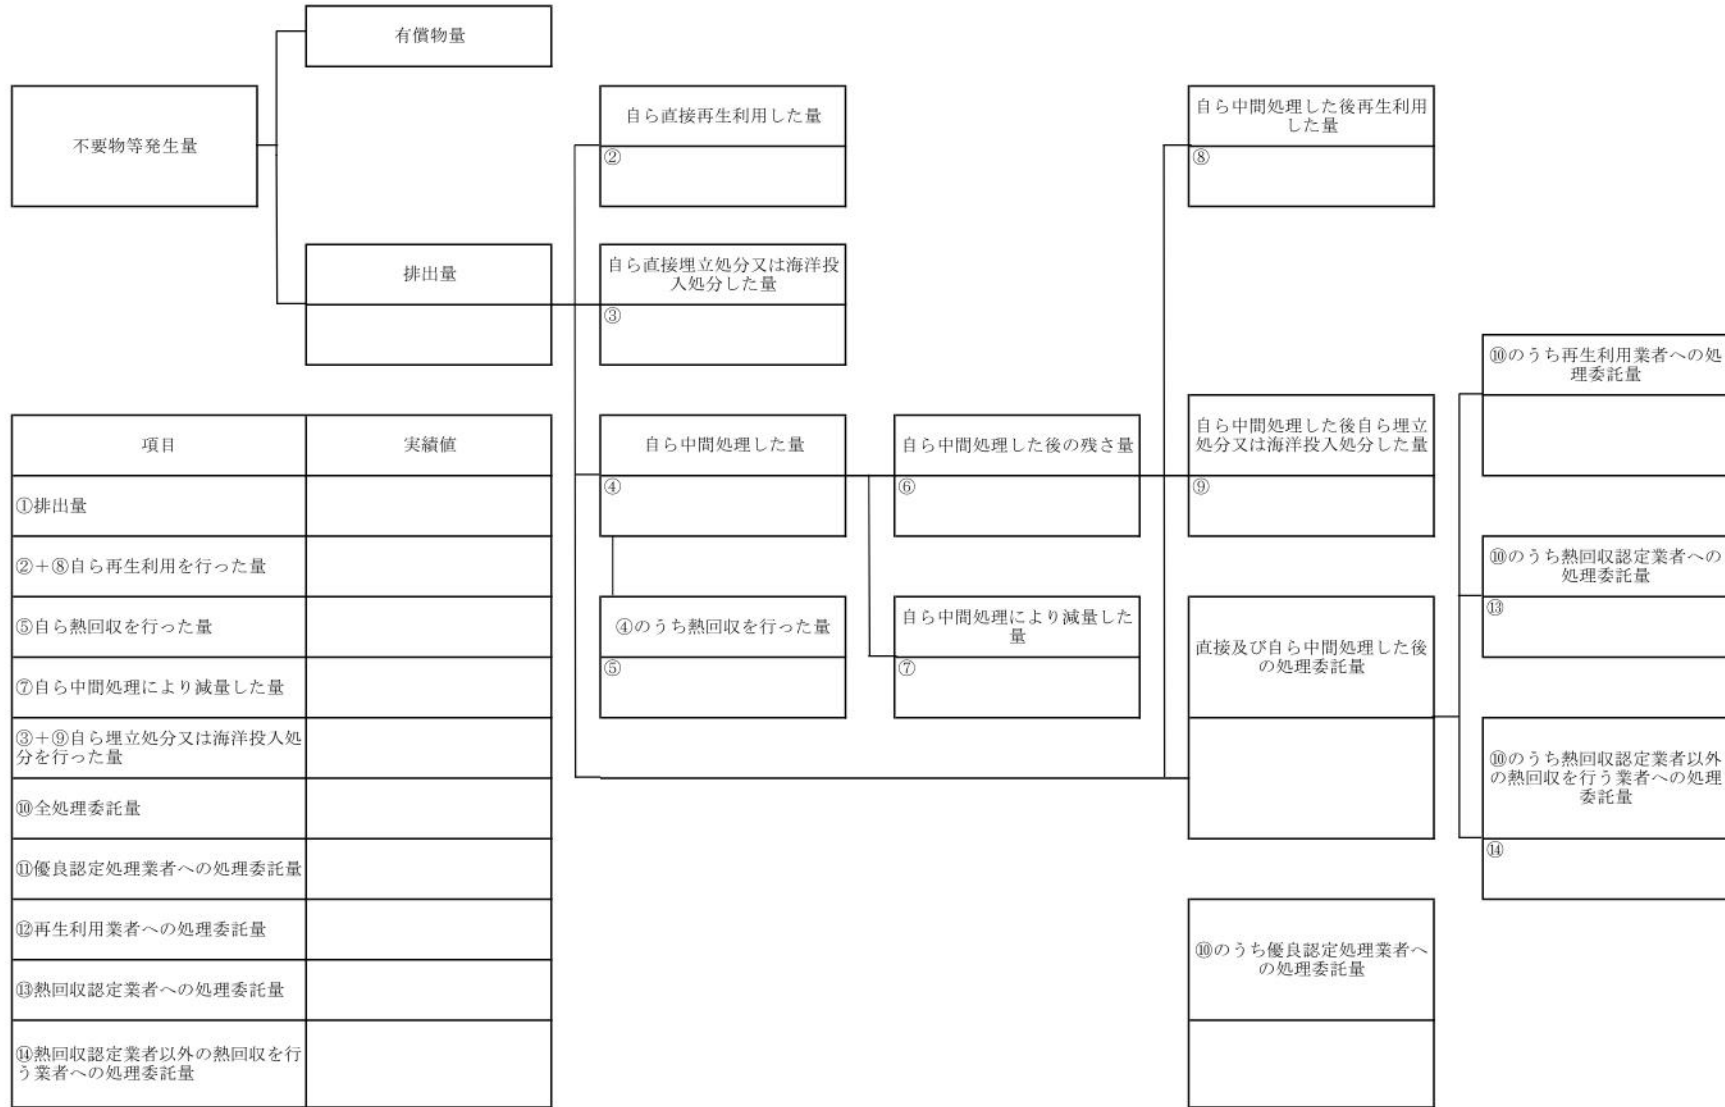 有償物量
不要物等発生量
排出量
自ら直接再生利用した量
②
自ら直接埋立処分又は海洋投
入処分した量
③
自ら中間処理した後再生利用
した量
⑧
項目
実績値
①排出量
②+⑧自ら再生利用を行った量
⑤自ら熱回収を行った量
⑦自ら中間処理により減量した量
③+⑨自ら埋立処分又は海洋投入処
分を行った量
⑩全処理委託量
⑪優良認定処理業者への処理委託量
⑫再生利用業者への処理委託量
⑬熱回収認定業者への処理委託量
⑭熱回収認定業者以外の熱回収を行
う業者への処理委託量
自ら中間処理した量
④
④のうち熱回収を行った量
⑤
自ら中間処理した後の残さ量
⑥
自ら中間処理により減量した
量
⑦
自ら中間処理した後自ら埋立
処分又は海洋投入処分した量
⑨
直接及び自ら中間処理した後
の処理委託量
⑩のうち優良認定処理業者へ
の処理委託量
⑩のうち再生利用業者への処
理委託量
⑩のうち熱回収認定業者への
処理委託量
⑬
⑩のうち熱回収認定業者以外
の熱回収を行う業者への処理
委託量
⑭